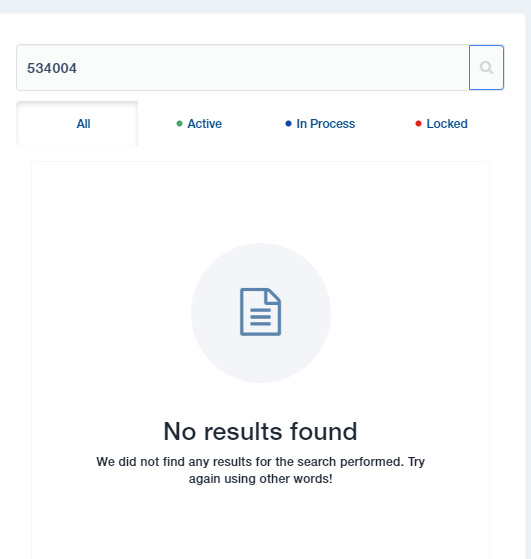 534004
All
Active
In Process
Locked
No results found
We did not find any results for the search performed. Try
again using other words!